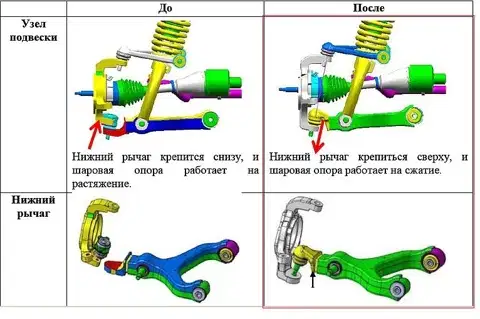 До
После
Узел
подвески
Нижний рычаг крепится снизу, и
шаровая опора работает на
растяжение.
Нижний рычаг крепиться сверху, и
шаровая опора работает на сжатие.
Нижний
рычаг